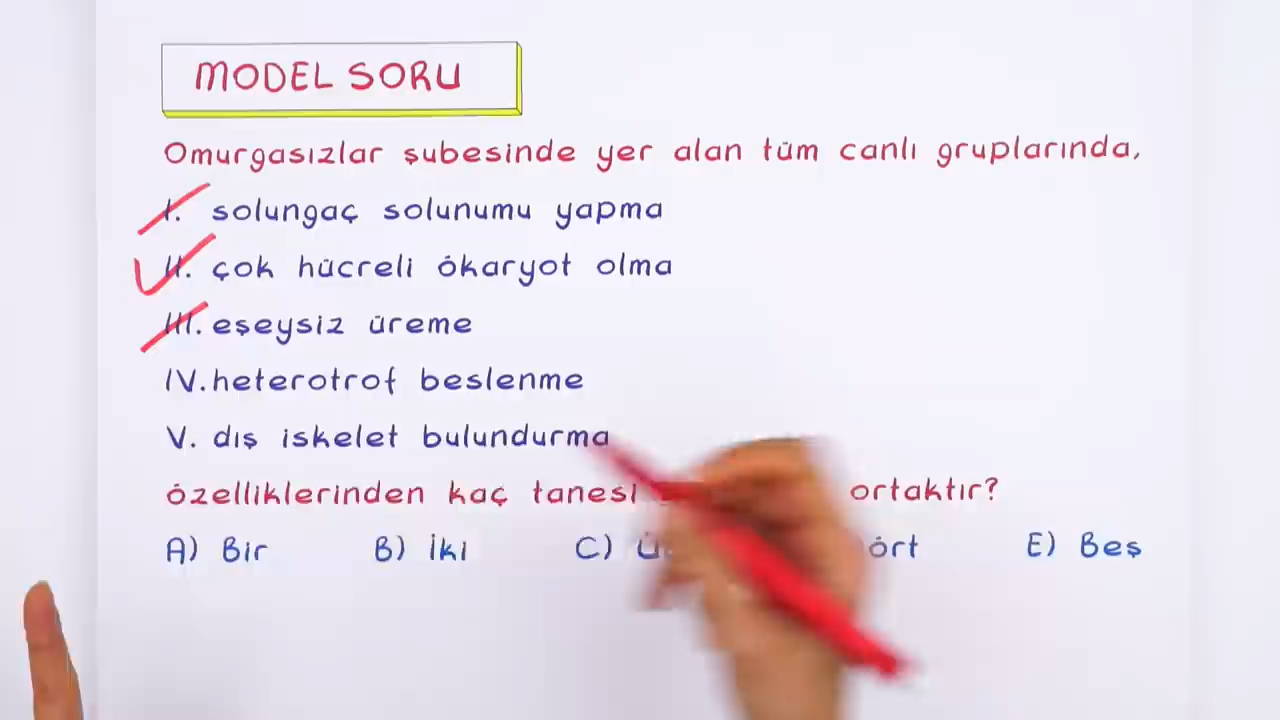 MODEL SORU
Omurgasızlar şubesinde yer alan tüm canlı gruplarında,
I. solungaç solunumu yapma
II. çok hücreli ökaryot olma
III. eşeysiz üreme
IV. heterotrof beslenme
V. dış iskelet bulundurma
özelliklerinden kaç tanesi ortaktır?
A) Bir B) İki C) E) Beş